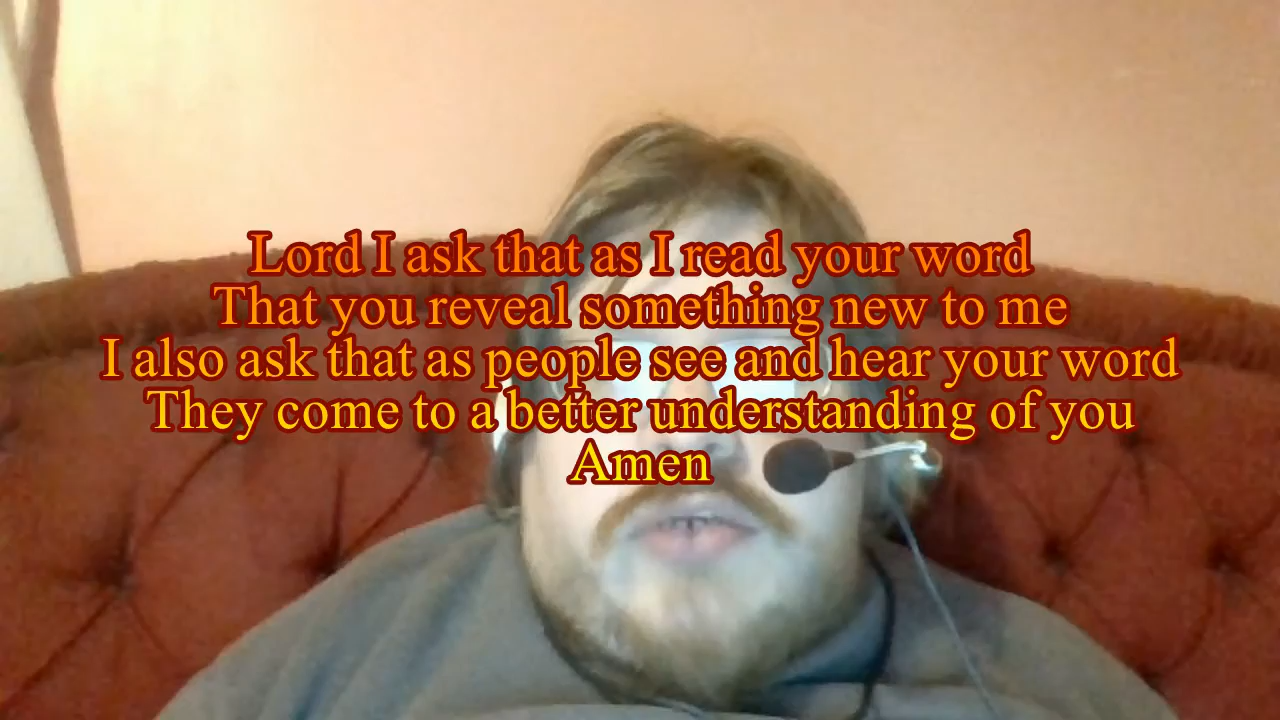 Lord I ask that as I read your word
That you reveal something new to me
I also ask that as people see and hear your word
They come to a better understanding of you
Amen